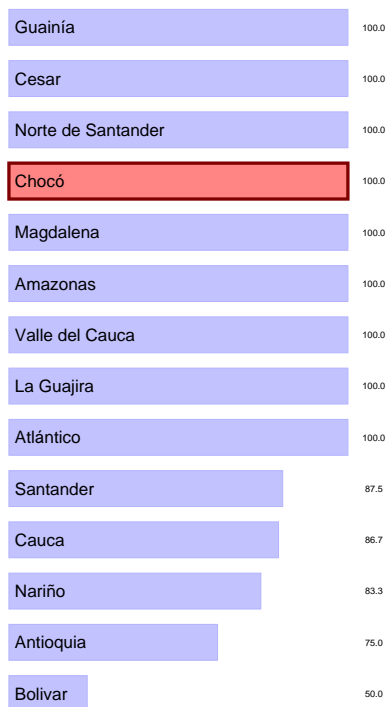 Guainía 100.0
Cesar 100.0
Norte de Santander 100.0
Chocó 100.0
Magdalena 100.0
Amazonas 100.0
Valle del Cauca 100.0
La Guajira 100.0
Atlántico 100.0
Santander 87.5
Cauca 86.7
Nariño 83.3
Antioquia 75.0
Bolivar 50.0